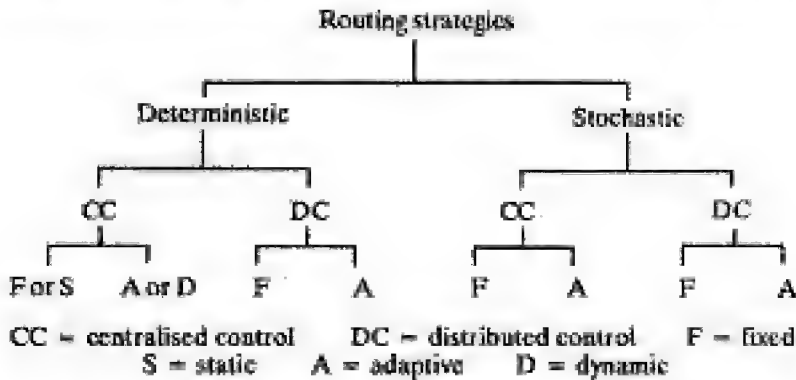 Routing strategies
Deterministic Stochastic
CC DC CC DC
F or S A or D F A F A F A
CC = centralised control DC = distributed control F = fixed
S = static A = adaptive D = dynamic